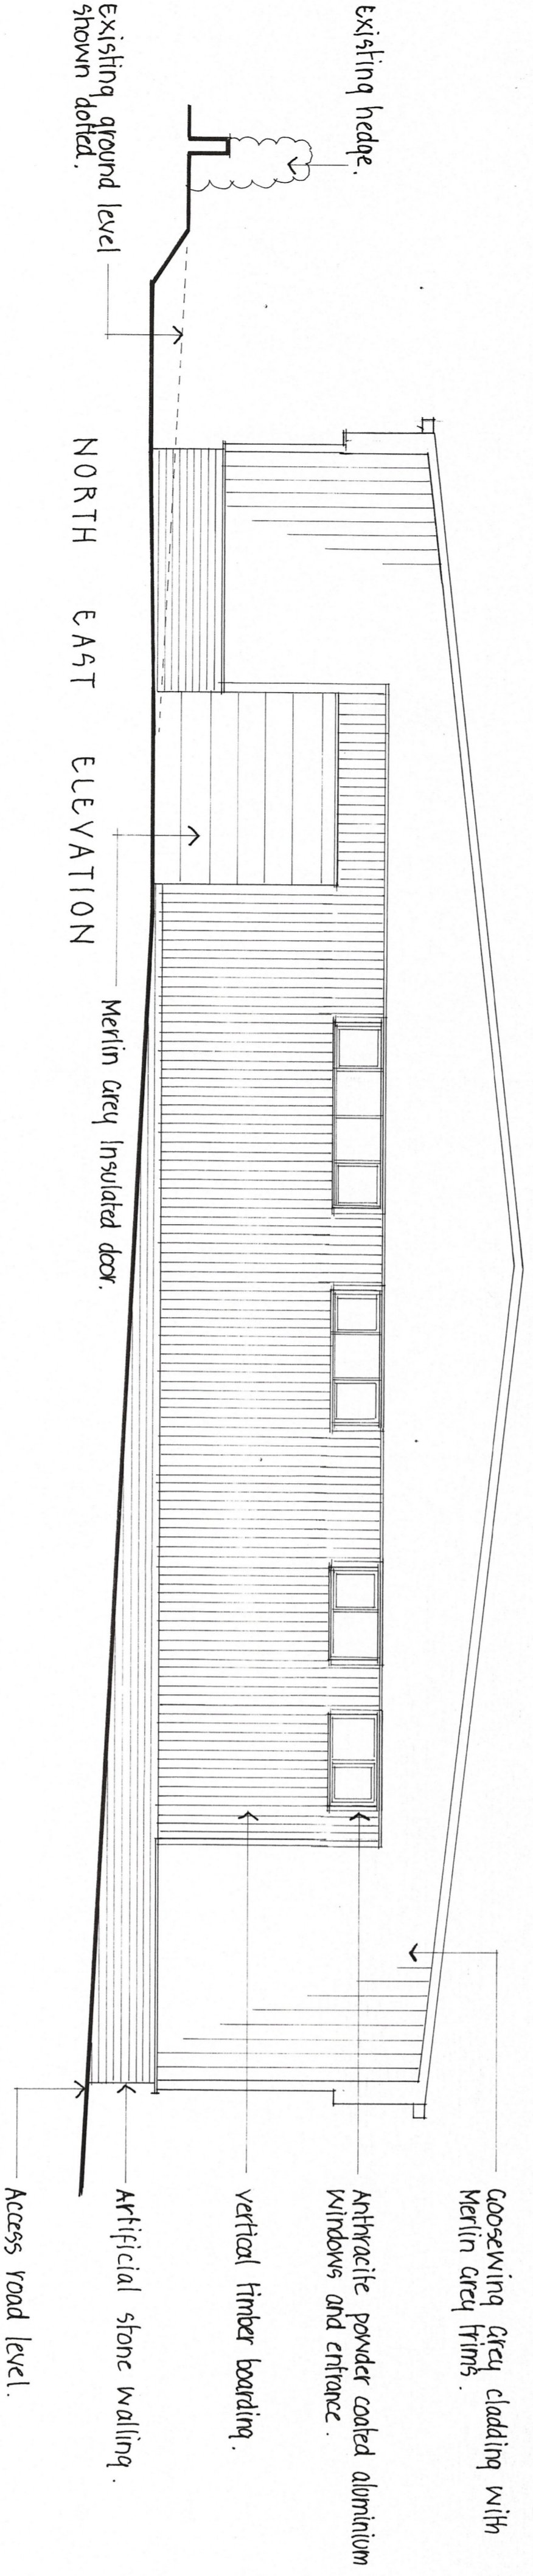 Existing hedge.
Existing ground level
shown dotted.
Goosewing Grey cladding with
Merlin Grey trims.
Anthracite powder coated aluminium
windows and entrance.
vertical timber boarding.
Artificial stone walling.
Access road level.
Merlin Grey Insulated door.
NORTH EAST ELEVATION